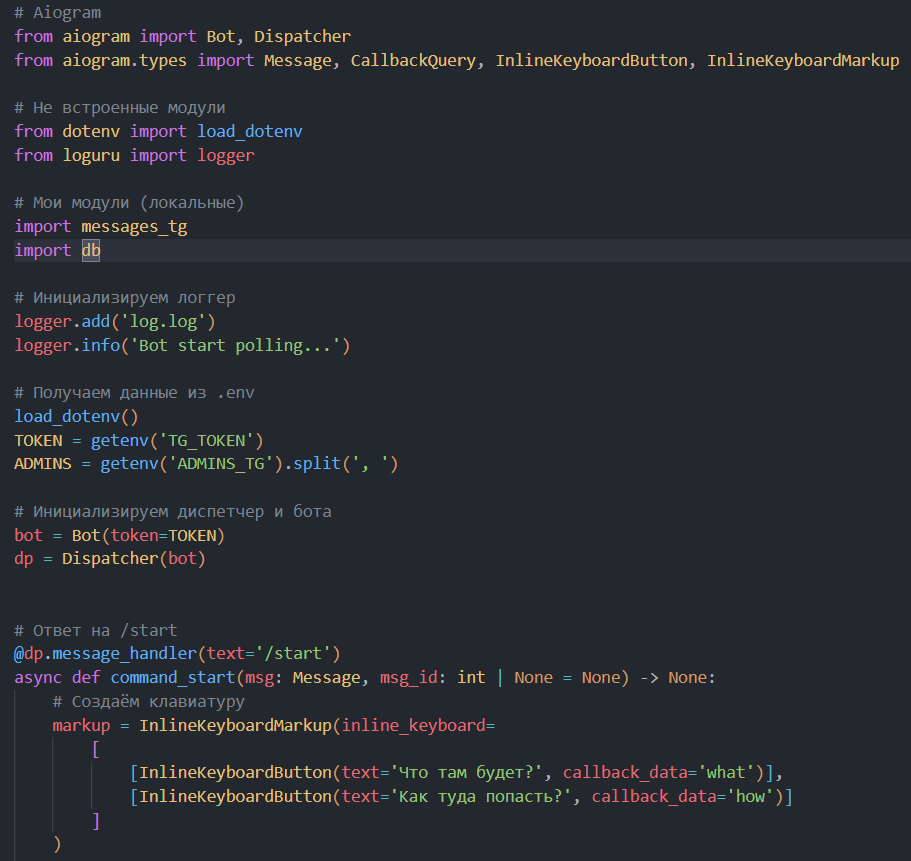 # Aiogram
from aiogram import Bot, Dispatcher
from aiogram.types import Message, CallbackQuery, InlineKeyboardButton, InlineKeyboardMarkup
# Не встроенные модули
from dotenv import load_dotenv
from loguru import logger
# Мои модули (локальные)
import messages_tg
import db
# Инициализируем логгер
logger.add('log.log')
logger.info('Bot start polling...')
# Получаем данные из .env
load_dotenv()
TOKEN = getenv('TG_TOKEN')
ADMINS = getenv('ADMINS_TG').split(', ')
# Инициализируем диспетчер и бота
bot = Bot(token=TOKEN)
dp = Dispatcher(bot)
# Ответ на /start
@dp.message_handler(text='/start')
async def command_start(msg: Message, msg_id: int | None = None) -> None:
    # Создаём клавиатуру
    markup = InlineKeyboardMarkup(inline_keyboard=
        [
            [InlineKeyboardButton(text='Что там будет?', callback_data='what')],
            [InlineKeyboardButton(text='Как туда попасть?', callback_data='how')]
        ]
    )